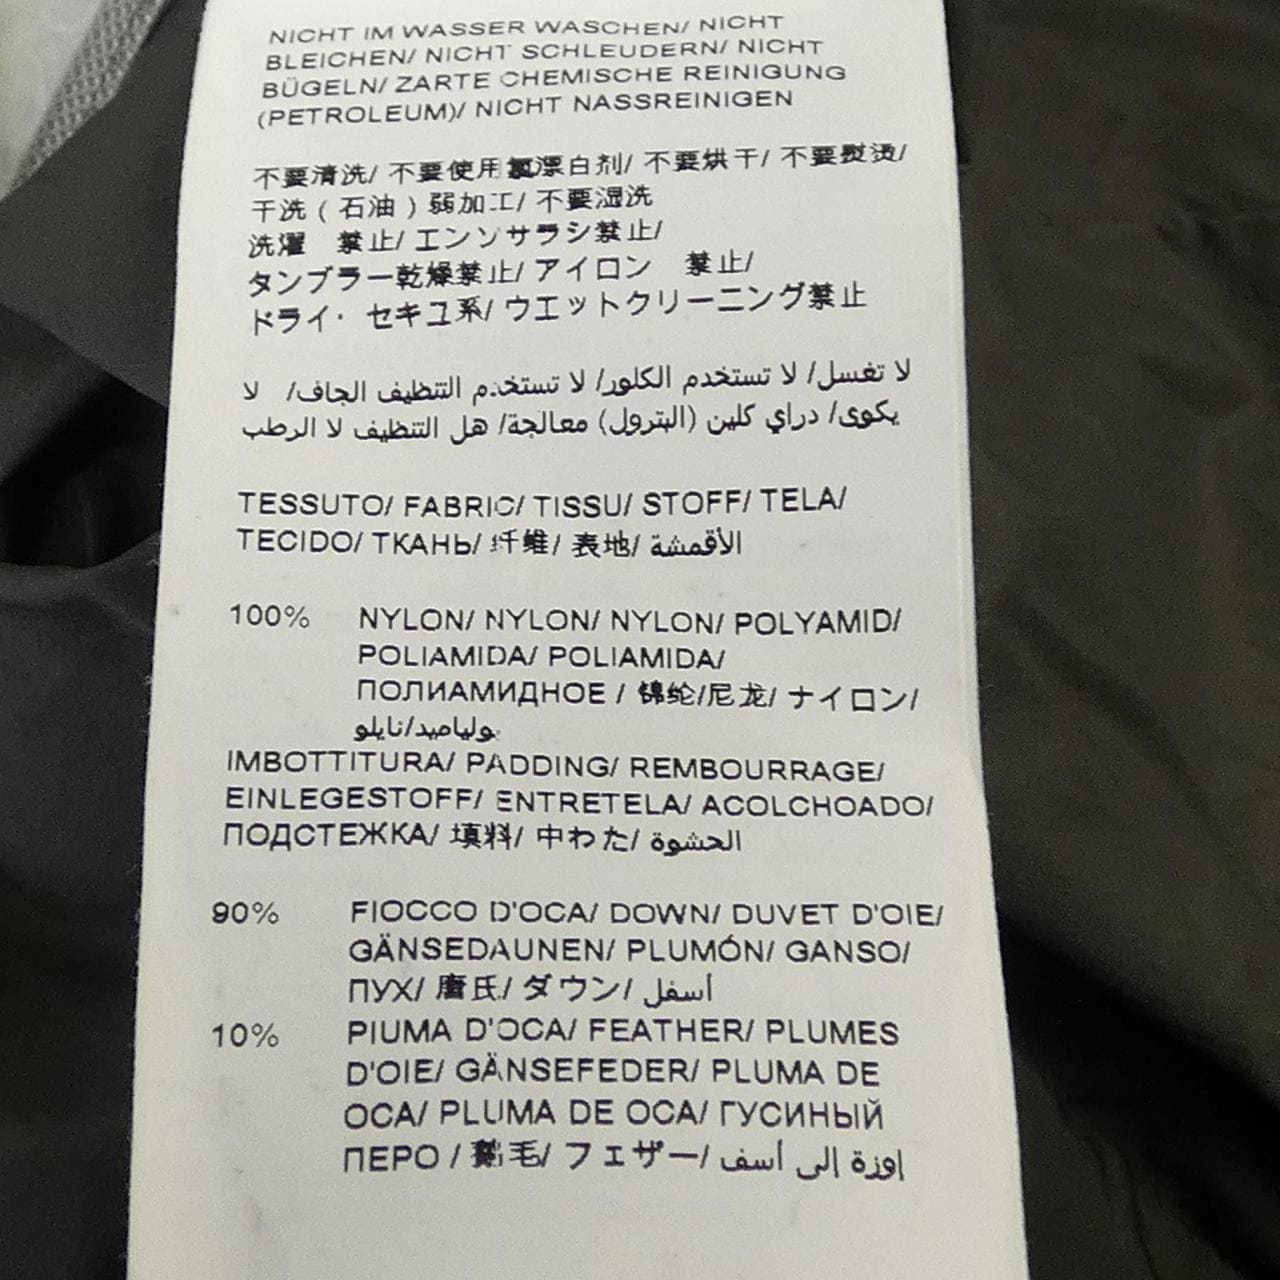 NICHT IM WASSER WASCHEN/ NICHT
BLEICHEN/ NICHT SCHLEUDERN/ NICHT
BÜGELN/ ZARTE CHEMISCHE REINIGUNG
(PETROLEUM)/ NICHT NASSREINIGEN
不要清洗/ 不要使用氯漂白剂/ 不要烘干/ 不要熨烫/
干洗 ( 石油 ) 弱加工/ 不要湿洗
洗濯　禁止/ エンソサラシ禁止/
タンブラー乾燥禁止/ アイロン　禁止/
ドライ・ セキユ系/ ウエットクリーニング禁止
لا تغسل/ لا تستخدم الكلور/ لا تستخدم التنظيف الجاف/ لا
يكوى/ دراي كلين (البترول) معالجة/ هل التنظيف لا الرطب
TESSUTO/ FABRIC/ TISSU/ STOFF/ TELA/
TECIDO/ ТКАНЬ/ 纤维/ 表地/ الأقمشة
100% NYLON/ NYLON/ NYLON/ POLYAMID/
POLIAMIDA/ POLIAMIDA/
ПОЛИАМИДНОЕ / 锦纶/尼龙/ ナイロン/
بولياميد/نايلو
IMBOTTITURA/ PADDING/ REMBOURRAGE/
EINLEGESTOFF/ ENTRETELA/ ACOLCHOADO/
ПОДСТЕЖКА/ 填料/ 中わた/ الحشوة
90% FIOCCO D'OCA/ DOWN/ DUVET D'OIE/
GÄNSEDAUNEN/ PLUMÓN/ GANSO/
ПУХ/ 唐氏/ ダウン/ أسفل
10% PIUMA D'OCA/ FEATHER/ PLUMES
D'OIE/ GÄNSEFEDER/ PLUMA DE
OCA/ PLUMA DE OCA/ ГУСИНЫЙ
ПЕРО / 鹅毛/ フェザー/ إوزة إلى أسف